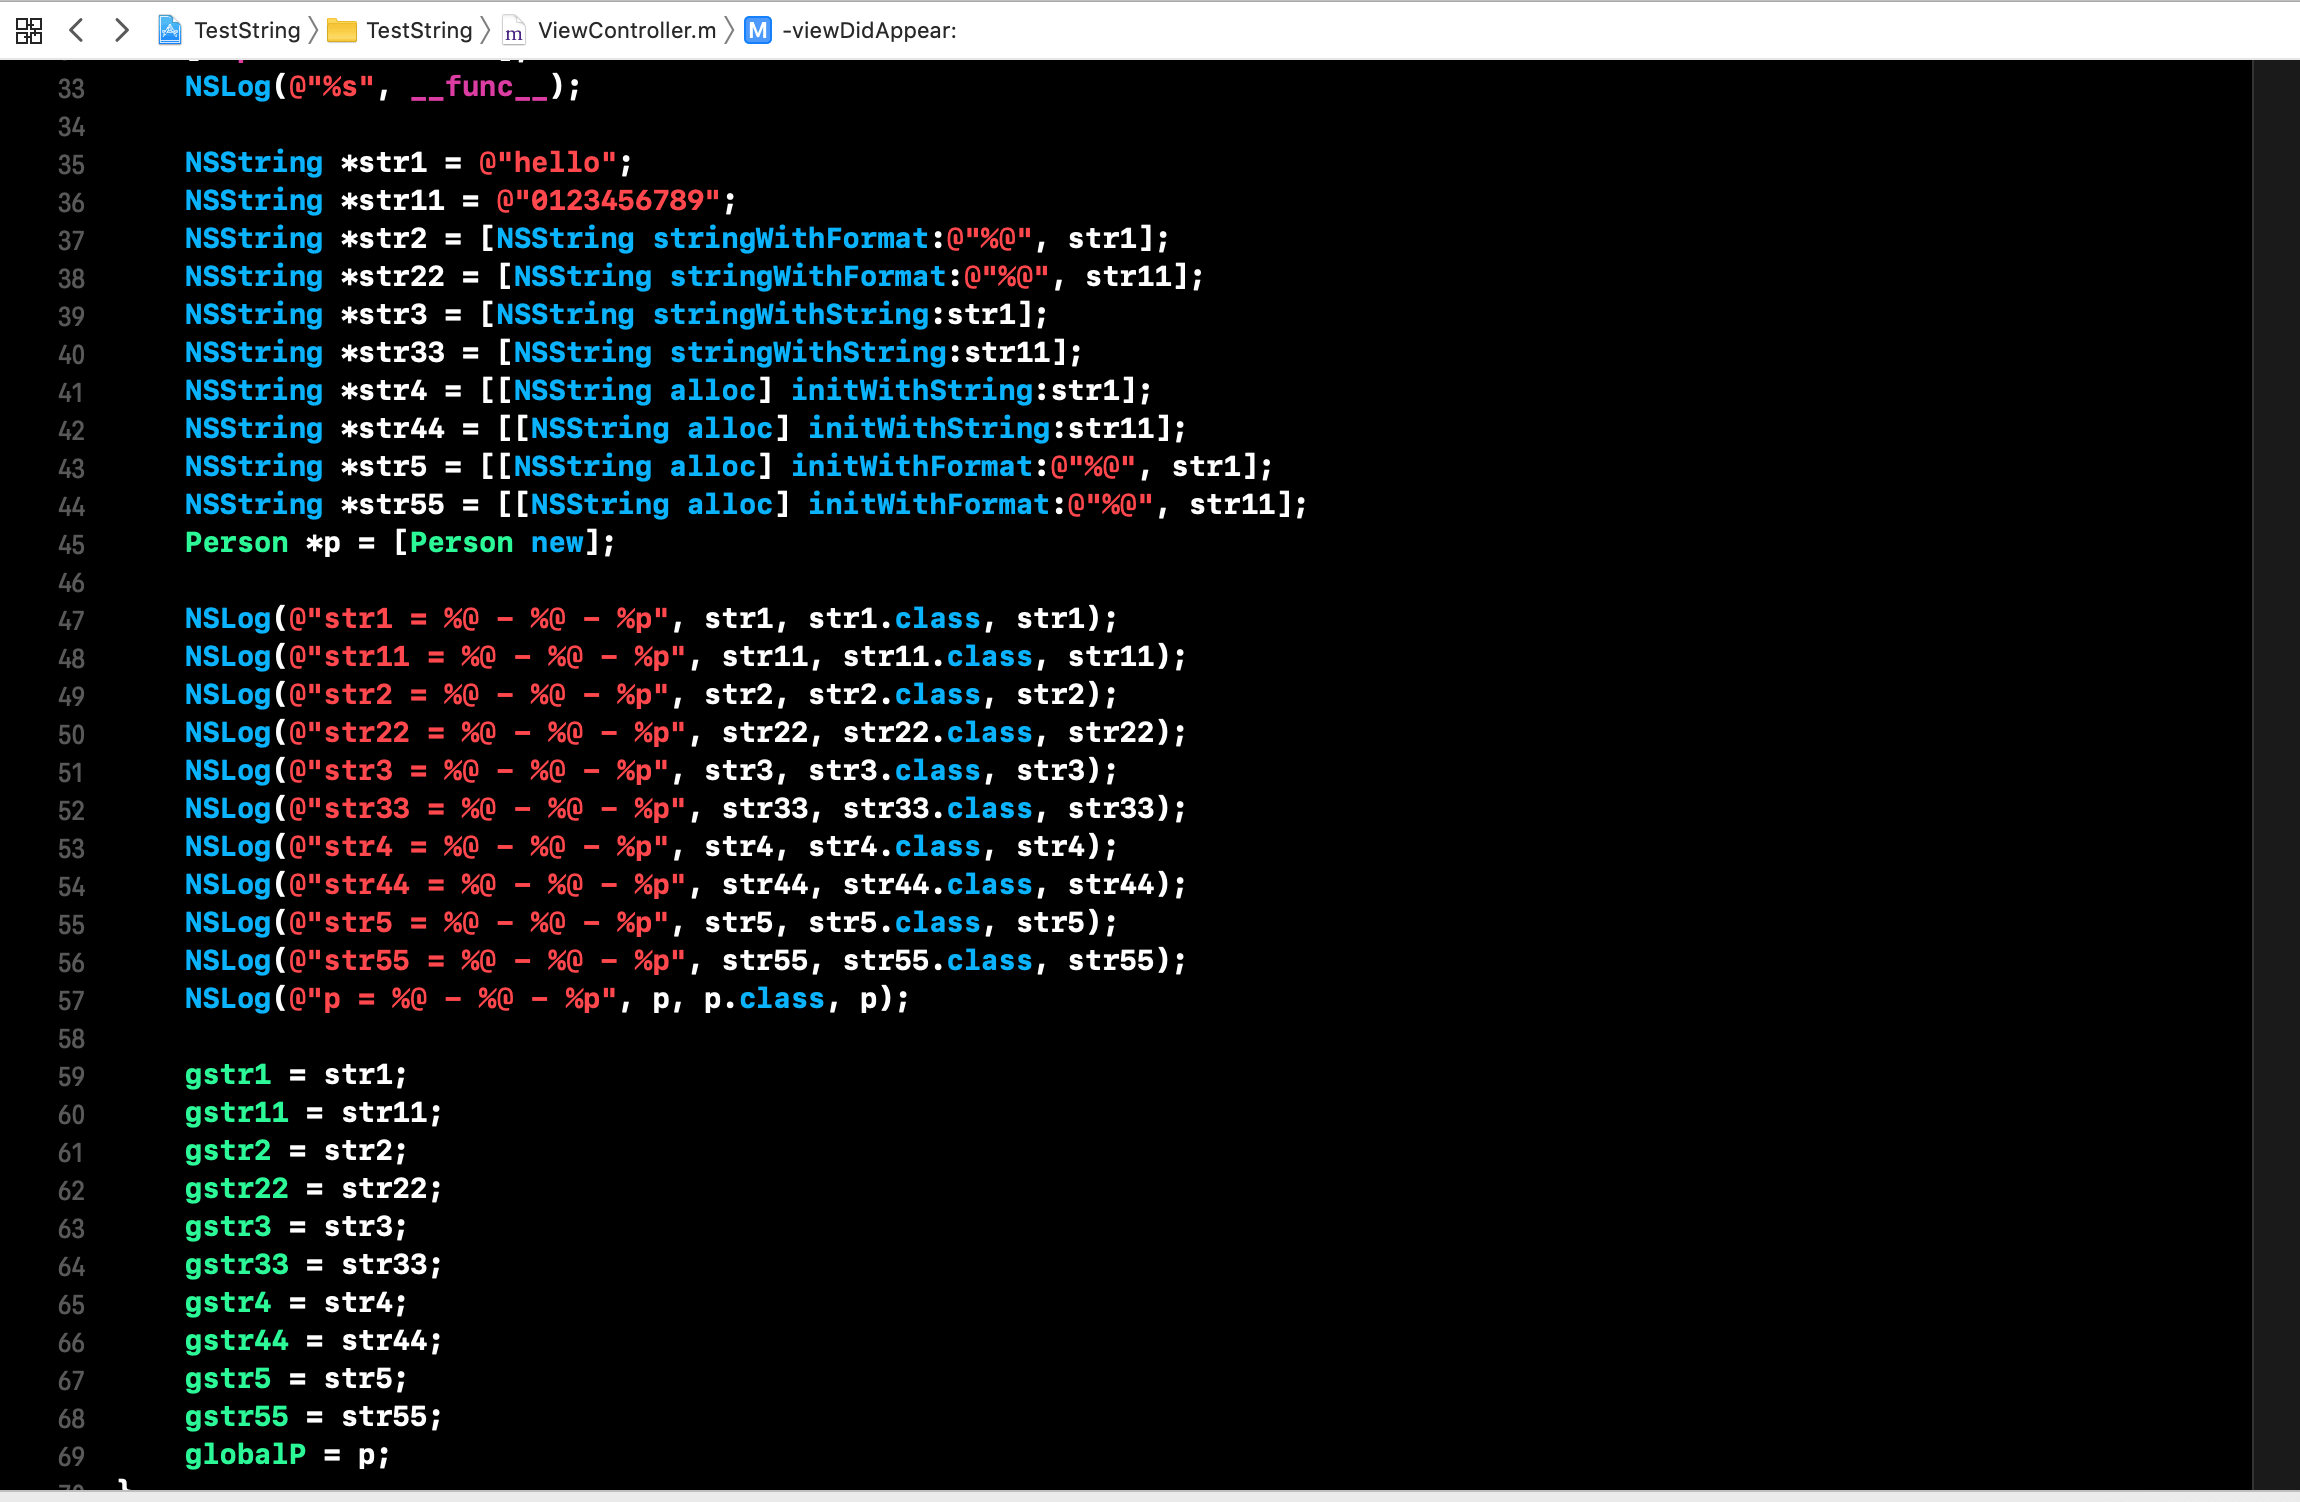 TestString TestString m ViewController.m M -viewDidAppear:
33 NSLog(@"%s", __func__);
34
35 NSString *str1 = @"hello";
36 NSString *str11 = @"0123456789";
37 NSString *str2 = [NSString stringWithFormat:@"%@", str1];
38 NSString *str22 = [NSString stringWithFormat:@"%@", str11];
39 NSString *str3 = [NSString stringWithString:str1];
40 NSString *str33 = [NSString stringWithString:str11];
41 NSString *str4 = [[NSString alloc] initWithString:str1];
42 NSString *str44 = [[NSString alloc] initWithString:str11];
43 NSString *str5 = [[NSString alloc] initWithFormat:@"%@", str1];
44 NSString *str55 = [[NSString alloc] initWithFormat:@"%@", str11];
45 Person *p = [Person new];
46
47 NSLog(@"str1 = %@ - %@ - %p", str1, str1.class, str1);
48 NSLog(@"str11 = %@ - %@ - %p", str11, str11.class, str11);
49 NSLog(@"str2 = %@ - %@ - %p", str2, str2.class, str2);
50 NSLog(@"str22 = %@ - %@ - %p", str22, str22.class, str22);
51 NSLog(@"str3 = %@ - %@ - %p", str3, str3.class, str3);
52 NSLog(@"str33 = %@ - %@ - %p", str33, str33.class, str33);
53 NSLog(@"str4 = %@ - %@ - %p", str4, str4.class, str4);
54 NSLog(@"str44 = %@ - %@ - %p", str44, str44.class, str44);
55 NSLog(@"str5 = %@ - %@ - %p", str5, str5.class, str5);
56 NSLog(@"str55 = %@ - %@ - %p", str55, str55.class, str55);
57 NSLog(@"p = %@ - %@ - %p", p, p.class, p);
58
59 gstr1 = str1;
60 gstr11 = str11;
61 gstr2 = str2;
62 gstr22 = str22;
63 gstr3 = str3;
64 gstr33 = str33;
65 gstr4 = str4;
66 gstr44 = str44;
67 gstr5 = str5;
68 gstr55 = str55;
69 globalP = p;
70 }